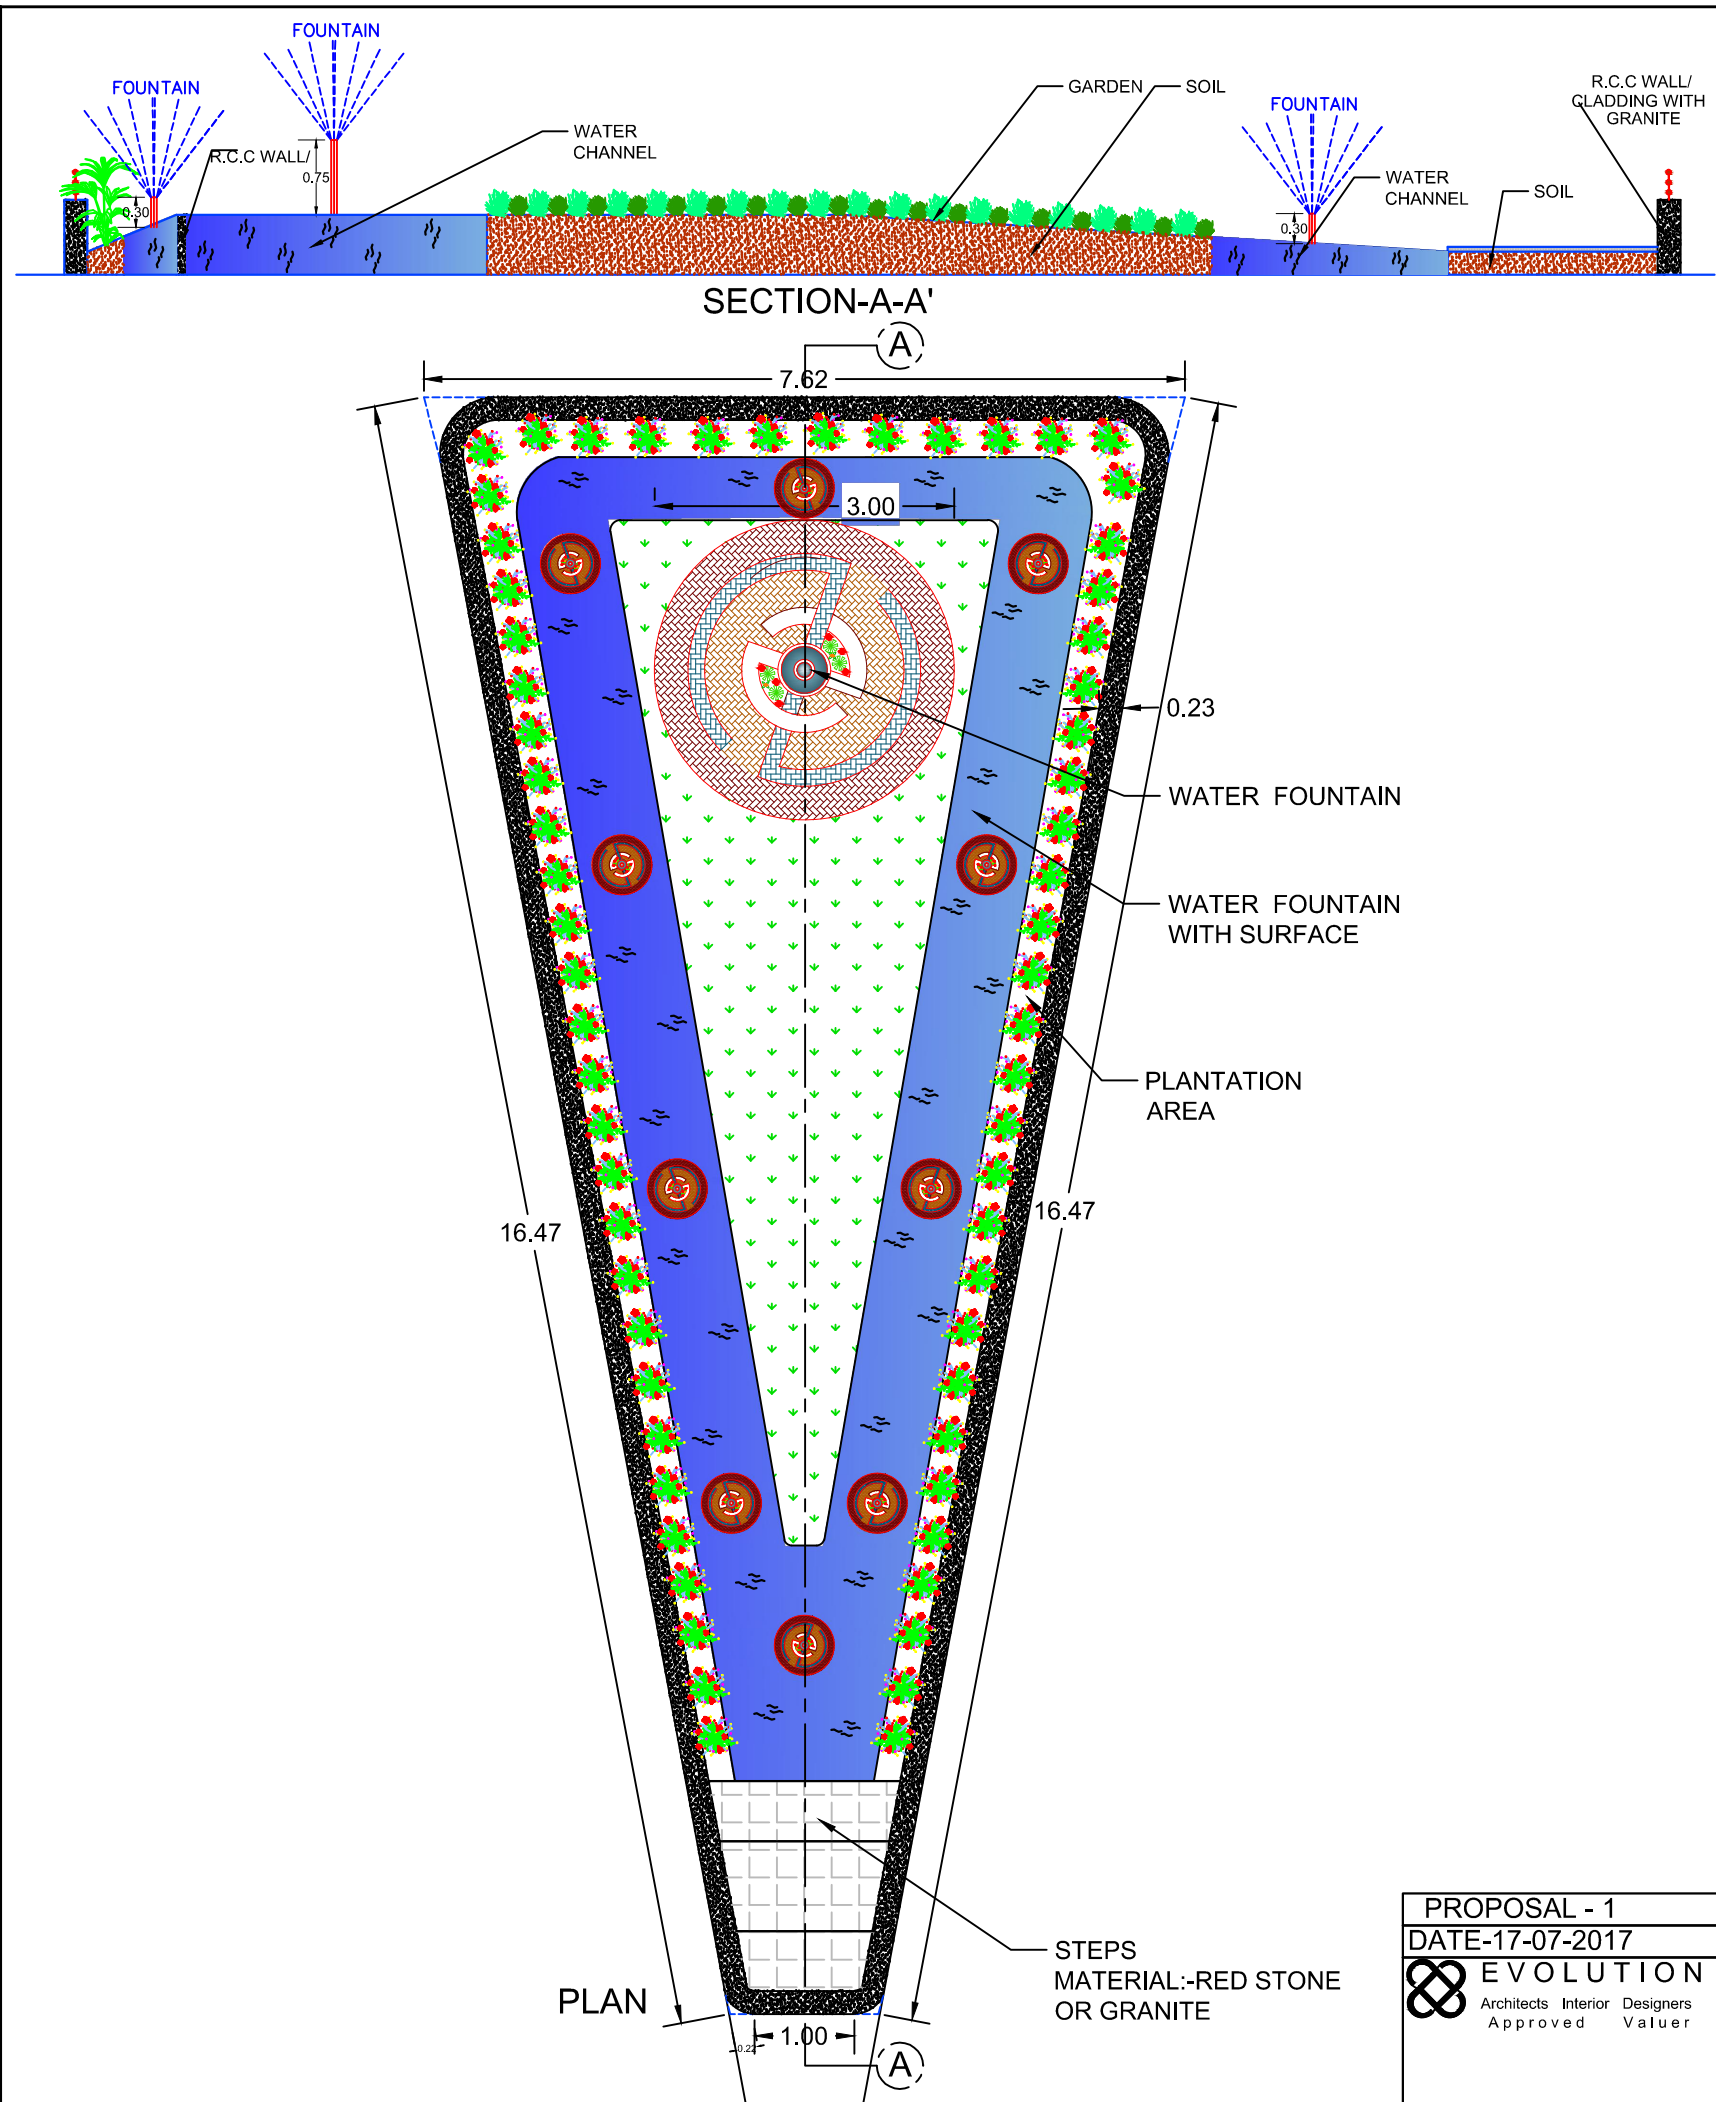 FOUNTAIN
FOUNTAIN
R.C.C WALL/
0.75
0.30
WATER
CHANNEL
GARDEN
SOIL
FOUNTAIN
0.30
WATER
CHANNEL
SOIL
R.C.C WALL/
CLADDING WITH
GRANITE
SECTION-A-A'
A
7.62
3.00
0.23
WATER FOUNTAIN
WATER FOUNTAIN
WITH SURFACE
PLANTATION
AREA
16.47
16.47
STEPS
MATERIAL:-RED STONE
OR GRANITE
PLAN
1.00
0.22
A
PROPOSAL - 1
DATE-17-07-2017
EVOLUTION
Architects Interior Designers
Approved Valuer